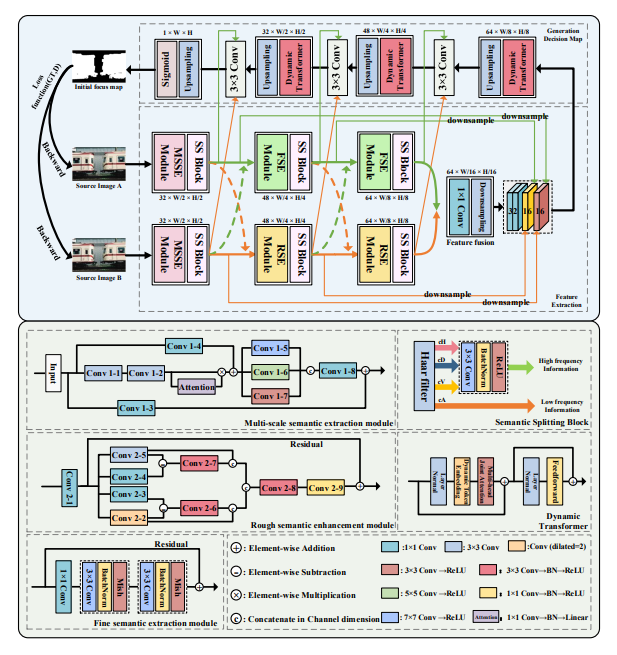 Generation
Decision Map
1 × W × H
32 × W/2 × H/2
48 × W/4 × H/4
64 × W/8 × H/8
Sigmoid
Upsampling
3×3 Conv
Upsampling
Dynamic
Transformer
3×3 Conv
Upsampling
Dynamic
Transformer
3×3 Conv
Upsampling
Dynamic
Transformer
Initial focus map
Loss
function(GT,D)
Backward
Backward
downsample
downsample
Source Image A
MSSE
Module
SS Block
32 × W/2 × H/2
FSE
Module
SS Block
48 × W/4 × H/4
FSE
Module
SS Block
64 × W/8 × H/8
64 × W/16 × H/16
1×1 Conv
Downsampling
Feature fusion
32
16
16
32 × W/2 × H/2
48 × W/4 × H/4
64 × W/8 × H/8
Source Image B
MSSE
Module
SS Block
RSE
Module
SS Block
RSE
Module
SS Block
downsample
downsample
Feature
Extraction
Input
Conv 1-4
Conv 1-1
Conv 1-2
Attention
Conv 1-3
Conv 1-5
Conv 1-6
Conv 1-7
Conv 1-8
Multi-scale semantic extraction module
Haar filter
cH
cD
cV
cA
3×3 Conv
BatchNorm
ReLU
High frequency
Information
Low frequency
Information
Semantic Splitting Block
Residual
Conv 2-1
Conv 2-5
Conv 2-4
Conv 2-3
Conv 2-2
Conv 2-7
Conv 2-6
Conv 2-8
Conv 2-9
Rough semantic enhancement module
Layer
Normal
Dynamic Token
Embedding
Multi-head
Joint Attention
Layer
Normal
Feedforward
Dynamic
Transformer
Residual
1×1 Conv
3×3 Conv
BatchNorm
Mish
3×3 Conv
BatchNorm
Mish
Fine semantic extraction module
+ : Element-wise Addition
- : Element-wise Subtraction
× : Element-wise Multiplication
c : Concatenate in Channel dimension
:1×1 Conv
: 3×3 Conv
:Conv (dilated=2)
: 3×3 Conv→ReLU
: 3×3 Conv→BN→ReLU
: 5×5 Conv→ReLU
: 1×1 Conv→BN→ReLU
: 7×7 Conv→ReLU
Attention : 1×1 Conv→BN→Linear